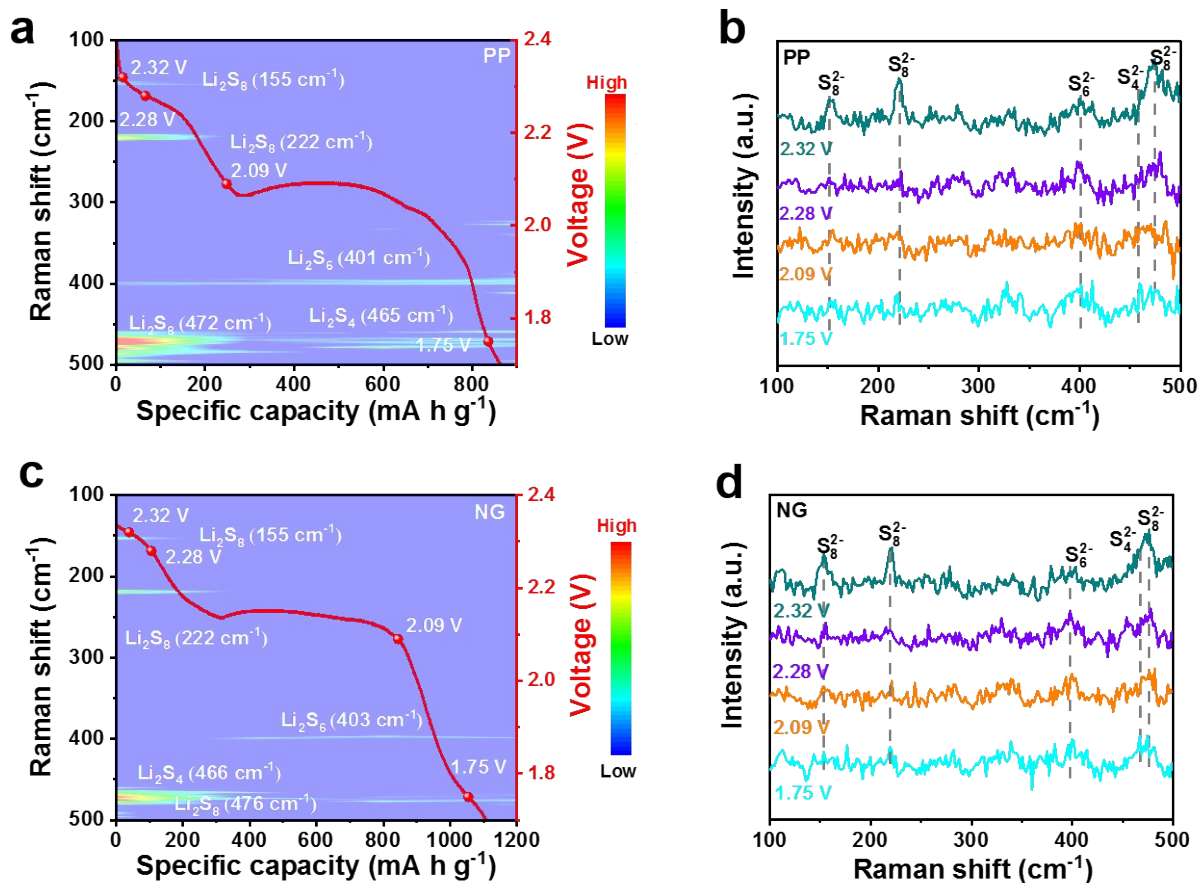 a
PP
2.32 V
Li₂S₈ (155 cm⁻¹)
2.28 V
Li₂S₈ (222 cm⁻¹)
2.09 V
Li₂S₆ (401 cm⁻¹)
Li₂S₈ (472 cm⁻¹)
Li₂S₄ (465 cm⁻¹)
1.75 V
100
200
300
400
500
Raman shift (cm⁻¹)
0 200 400 600 800
Specific capacity (mA h g⁻¹)
2.4
2.2
2.0
1.8
Voltage (V)
High
Low
b
PP
S₈²⁻ S₈²⁻ S₆²⁻ S₄²⁻ S₈²⁻
2.32 V
2.28 V
2.09 V
1.75 V
Intensity (a.u.)
100 200 300 400 500
Raman shift (cm⁻¹)
c
NG
2.32 V
Li₂S₈ (155 cm⁻¹)
2.28 V
Li₂S₈ (222 cm⁻¹)
2.09 V
Li₂S₆ (403 cm⁻¹)
Li₂S₄ (466 cm⁻¹)
Li₂S₈ (476 cm⁻¹)
1.75 V
100
200
300
400
500
Raman shift (cm⁻¹)
0 200 400 600 800 1000 1200
Specific capacity (mA h g⁻¹)
2.4
2.2
2.0
1.8
Voltage (V)
High
Low
d
NG
S₈²⁻ S₈²⁻ S₆²⁻ S₄²⁻ S₈²⁻
2.32 V
2.28 V
2.09 V
1.75 V
Intensity (a.u.)
100 200 300 400 500
Raman shift (cm⁻¹)